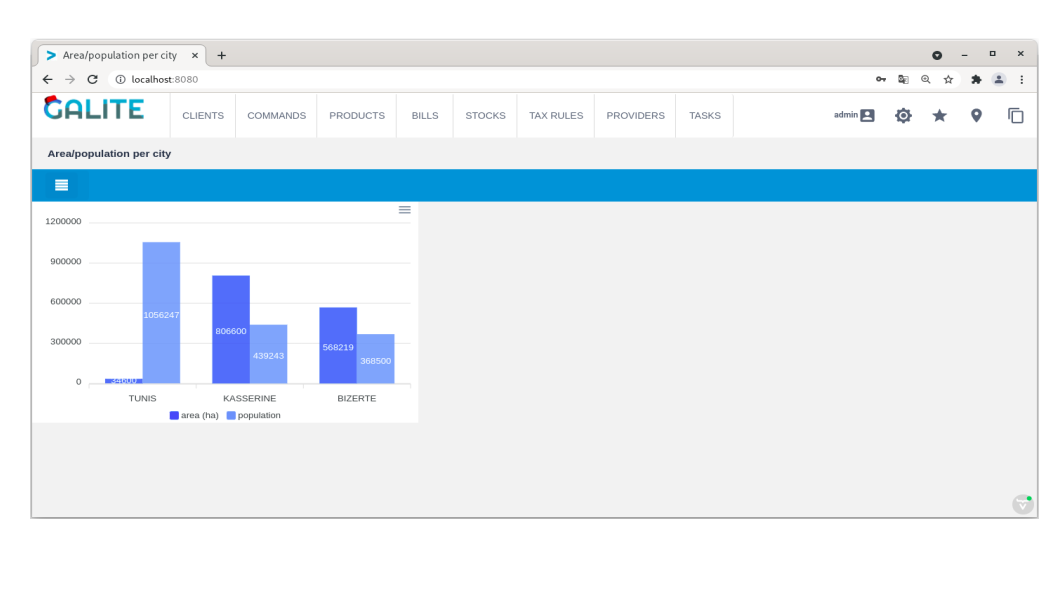 Area/population per city
localhost:8080
GALITE
CLIENTS COMMANDS PRODUCTS BILLS STOCKS TAX RULES PROVIDERS TASKS admin
Area/population per city
1200000
900000
600000
300000
0
1056247
806600
439243
568219
368500
34600
TUNIS KASSERINE BIZERTE
area (ha) population